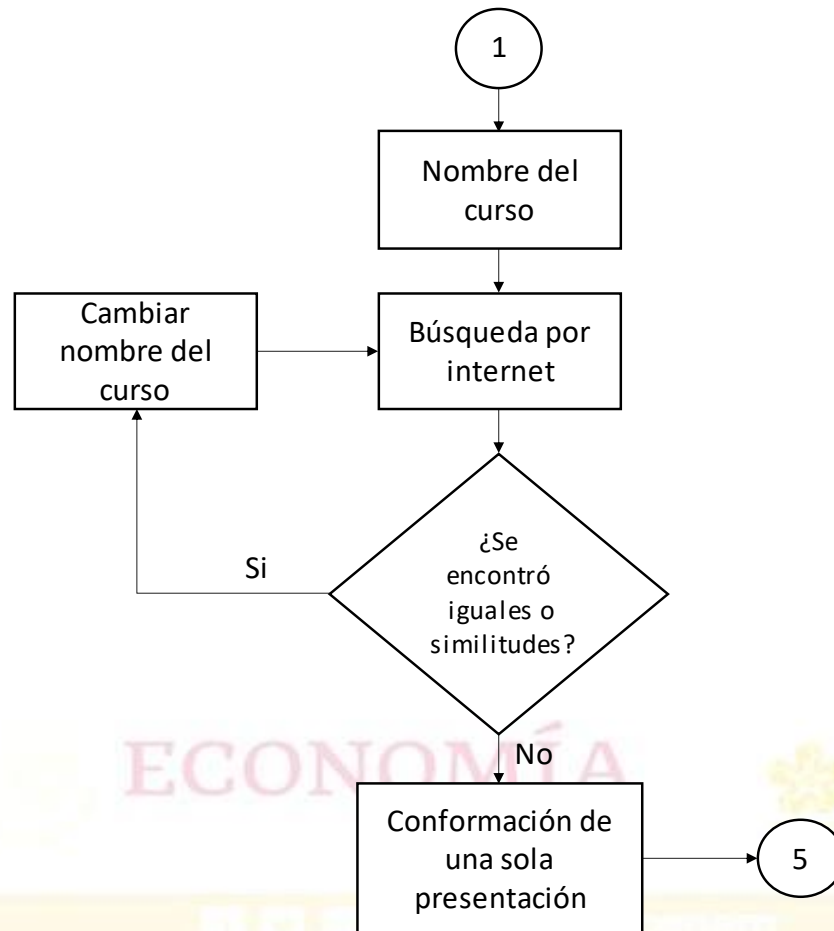 1
Nombre del
curso
Cambiar
nombre del
curso
Búsqueda por
internet
¿Se
encontró
iguales o
similitudes?
Si
No
ECONOMÍA
Conformación de
una sola
presentación
5